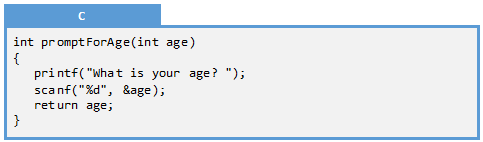 C
int promptForAge(int age)
{
   printf("What is your age? ");
   scanf("%d", &age);
   return age;
}